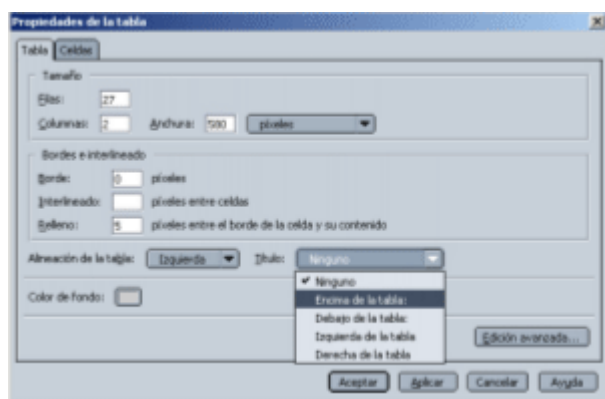 Propiedades de la tabla
Tabla Celdas
Tamaño
Filas: 27
Columnas: 2 Anchura: 580 píxeles
Bordes e interlineado
Borde: 0 píxeles
Interlineado: píxeles entre celdas
Relleno: 5 píxeles entre el borde de la celda y su contenido
Alineación de la tabla: Izquierda Título: Ninguno
Ninguno
Encima de la tabla:
Color de fondo:
Debajo de la tabla:
Izquierda de la tabla
Derecha de la tabla
Edición avanzada...
Aceptar Aplicar Cancelar Ayuda